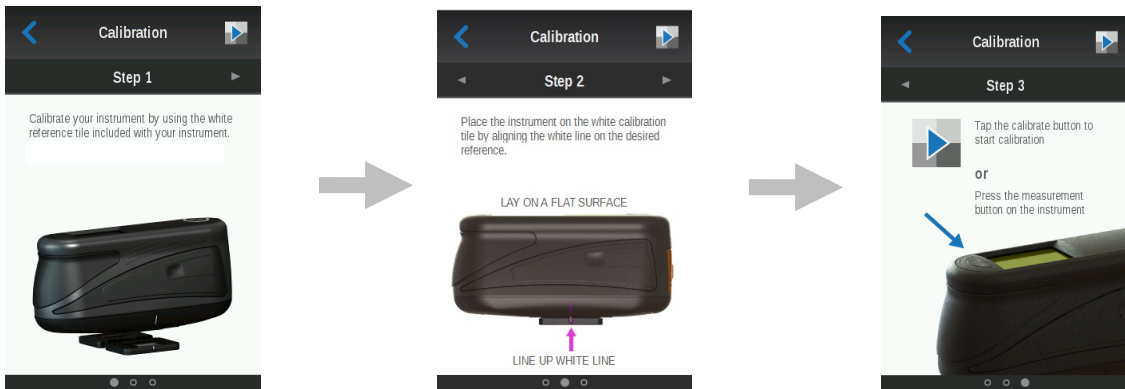 Calibration
Step 1
Calibrate your instrument by using the white
reference tile included with your instrument.
Calibration
Step 2
Place the instrument on the white calibration
tile by aligning the white line on the desired
reference.
LAY ON A FLAT SURFACE
LINE UP WHITE LINE
Calibration
Step 3
Tap the calibrate button to
start calibration
or
Press the measurement
button on the instrument